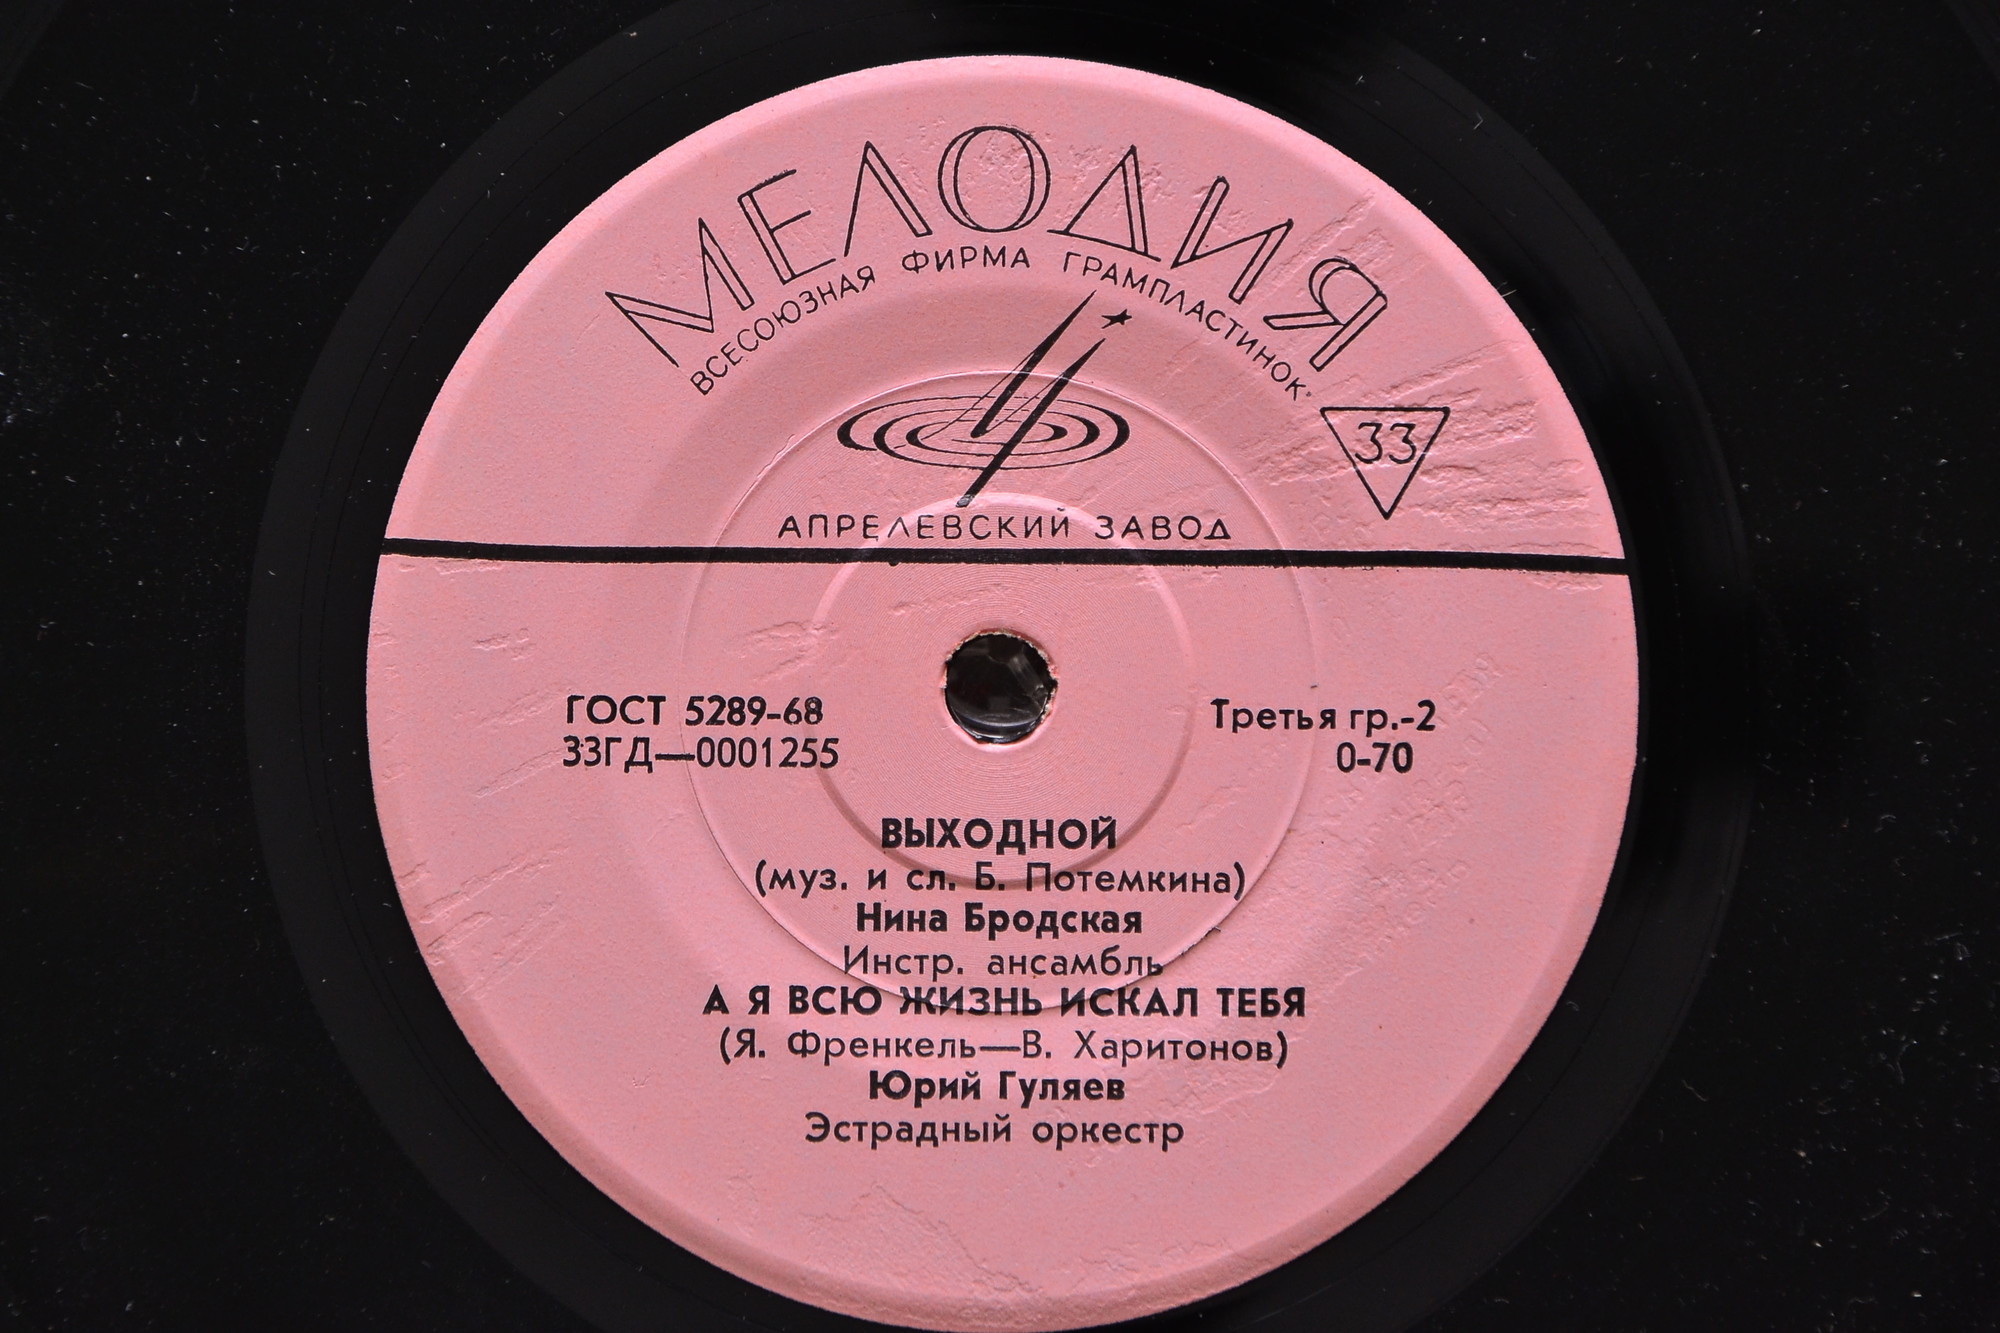 МЕЛОДИЯ
ВСЕСОЮЗНАЯ ФИРМА ГРАМПЛАСТИНОК
33
АПРЕЛЕВСКИЙ ЗАВОД
ГОСТ 5289-68
33ГД—0001255
Третья гр.-2
0-70
ВЫХОДНОЙ
(муз. и сл. Б. Потемкина)
Нина Бродская
Инстр. ансамбль
А Я ВСЮ ЖИЗНЬ ИСКАЛ ТЕБЯ
(Я. Френкель—В. Харитонов)
Юрий Гуляев
Эстрадный оркестр